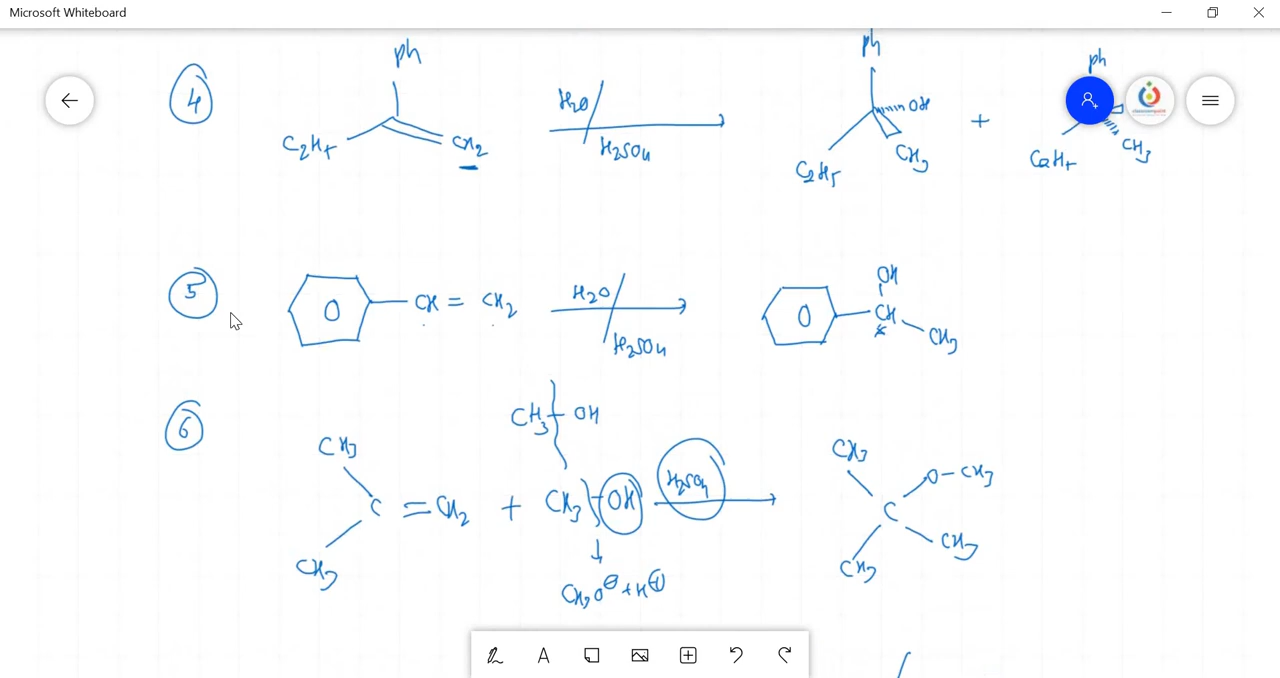 Microsoft Whiteboard
4
Ph
C2H5
CH2
H2O/
H2SO4
Ph
OH
CH3
C2H5
+
Ph
C2H5
CH3
5
CH = CH2
H2O/
H2SO4
OH
CH
*
CH3
6
CH3
C = CH2
CH3
+
CH3 OH
CH3 OH
CH3O⊖ + H⊕
H2SO4
CH3
O-CH3
C
CH3
CH3
A